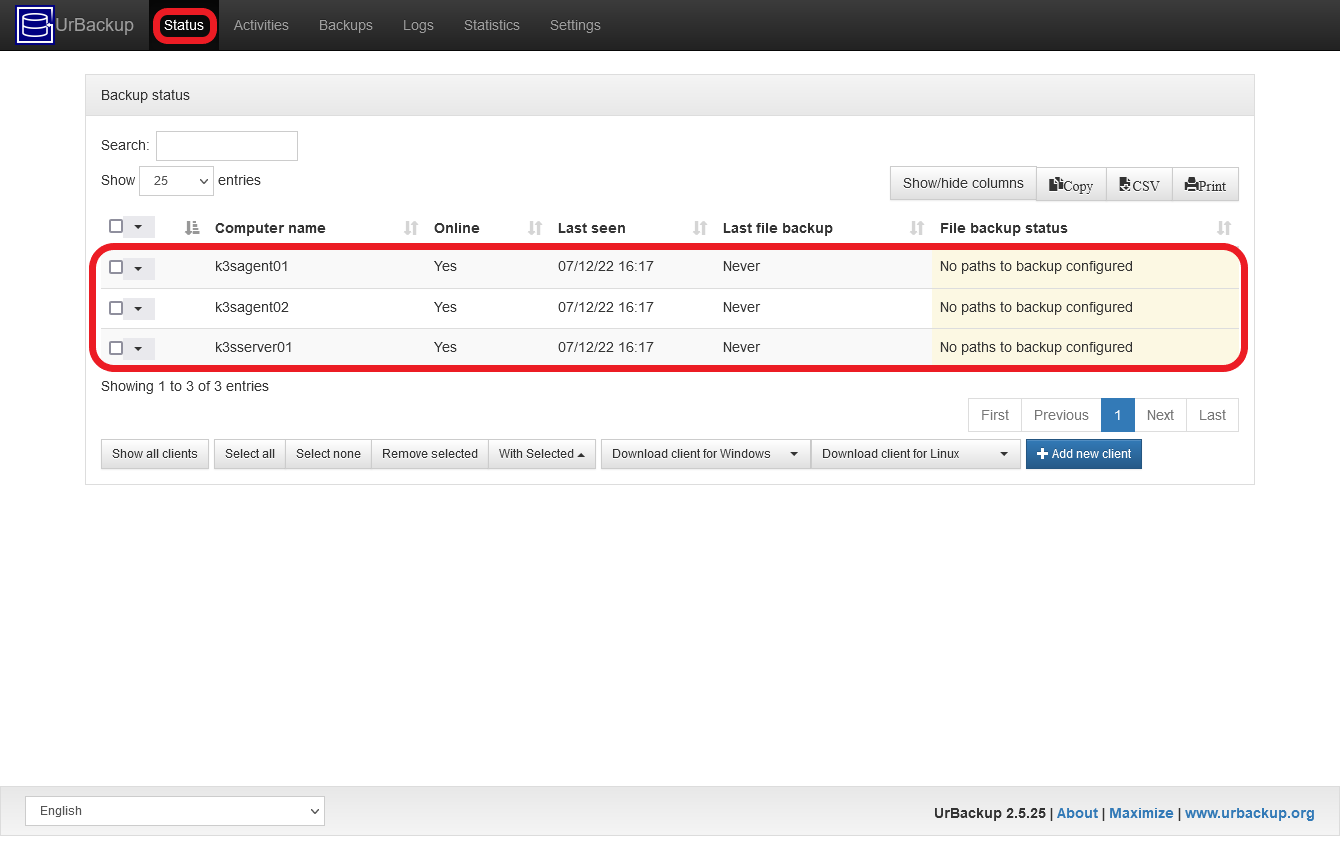 UrBackup Status Activities Backups Logs Statistics Settings
Backup status
Search:
Show 25 entries
Show/hide columns Copy CSV Print
Computer name Online Last seen Last file backup File backup status
k3sagent01 Yes 07/12/22 16:17 Never No paths to backup configured
k3sagent02 Yes 07/12/22 16:17 Never No paths to backup configured
k3sserver01 Yes 07/12/22 16:17 Never No paths to backup configured
Showing 1 to 3 of 3 entries
First Previous 1 Next Last
Show all clients Select all Select none Remove selected With Selected Download client for Windows Download client for Linux Add new client
English UrBackup 2.5.25 | About | Maximize | www.urbackup.org